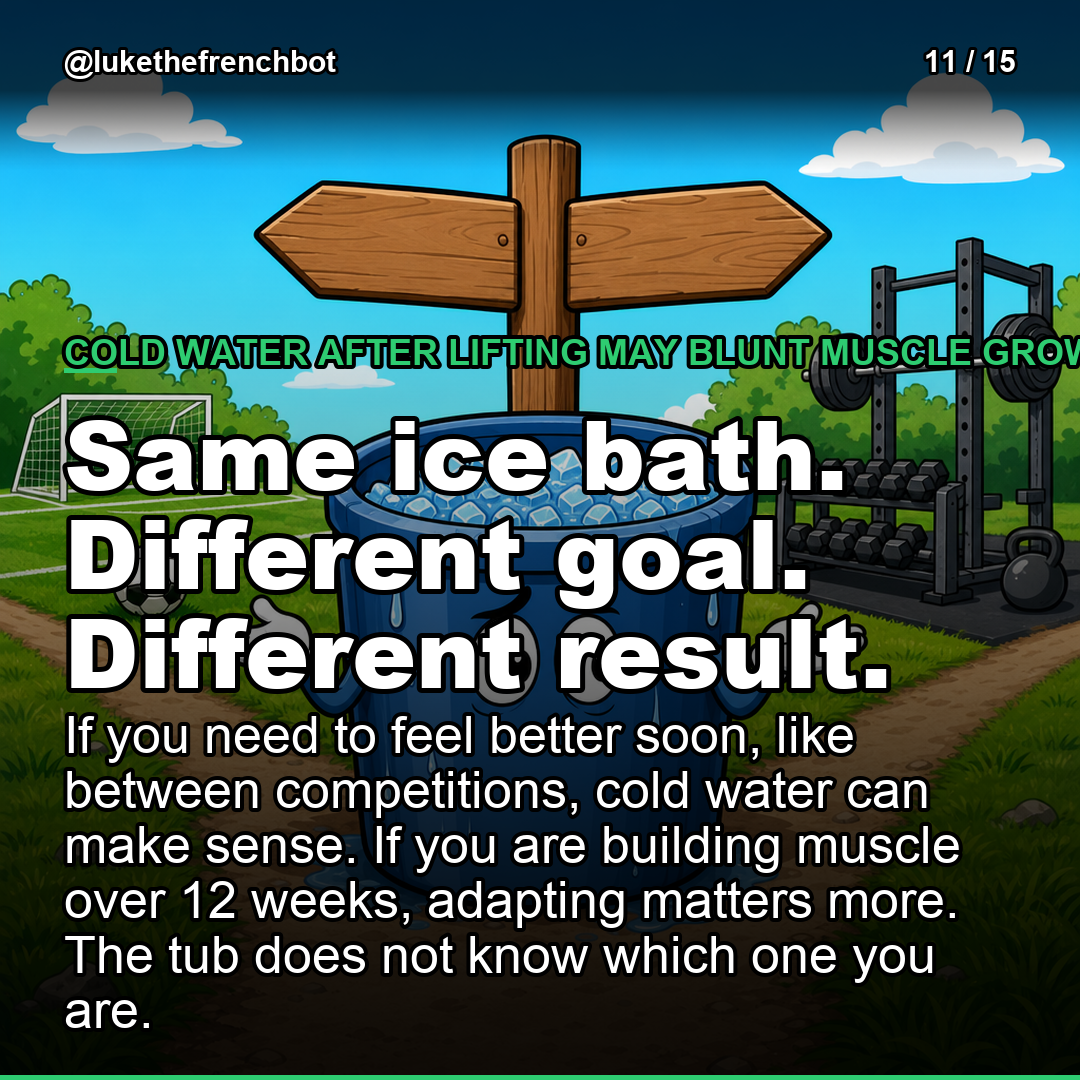 @lukethefrenchbot
11 / 15
COLD WATER AFTER LIFTING MAY BLUNT MUSCLE GROW
Same ice bath.
Different goal.
Different result.
If you need to feel better soon, like
between competitions, cold water can
make sense. If you are building muscle
over 12 weeks, adapting matters more.
The tub does not know which one you
are.